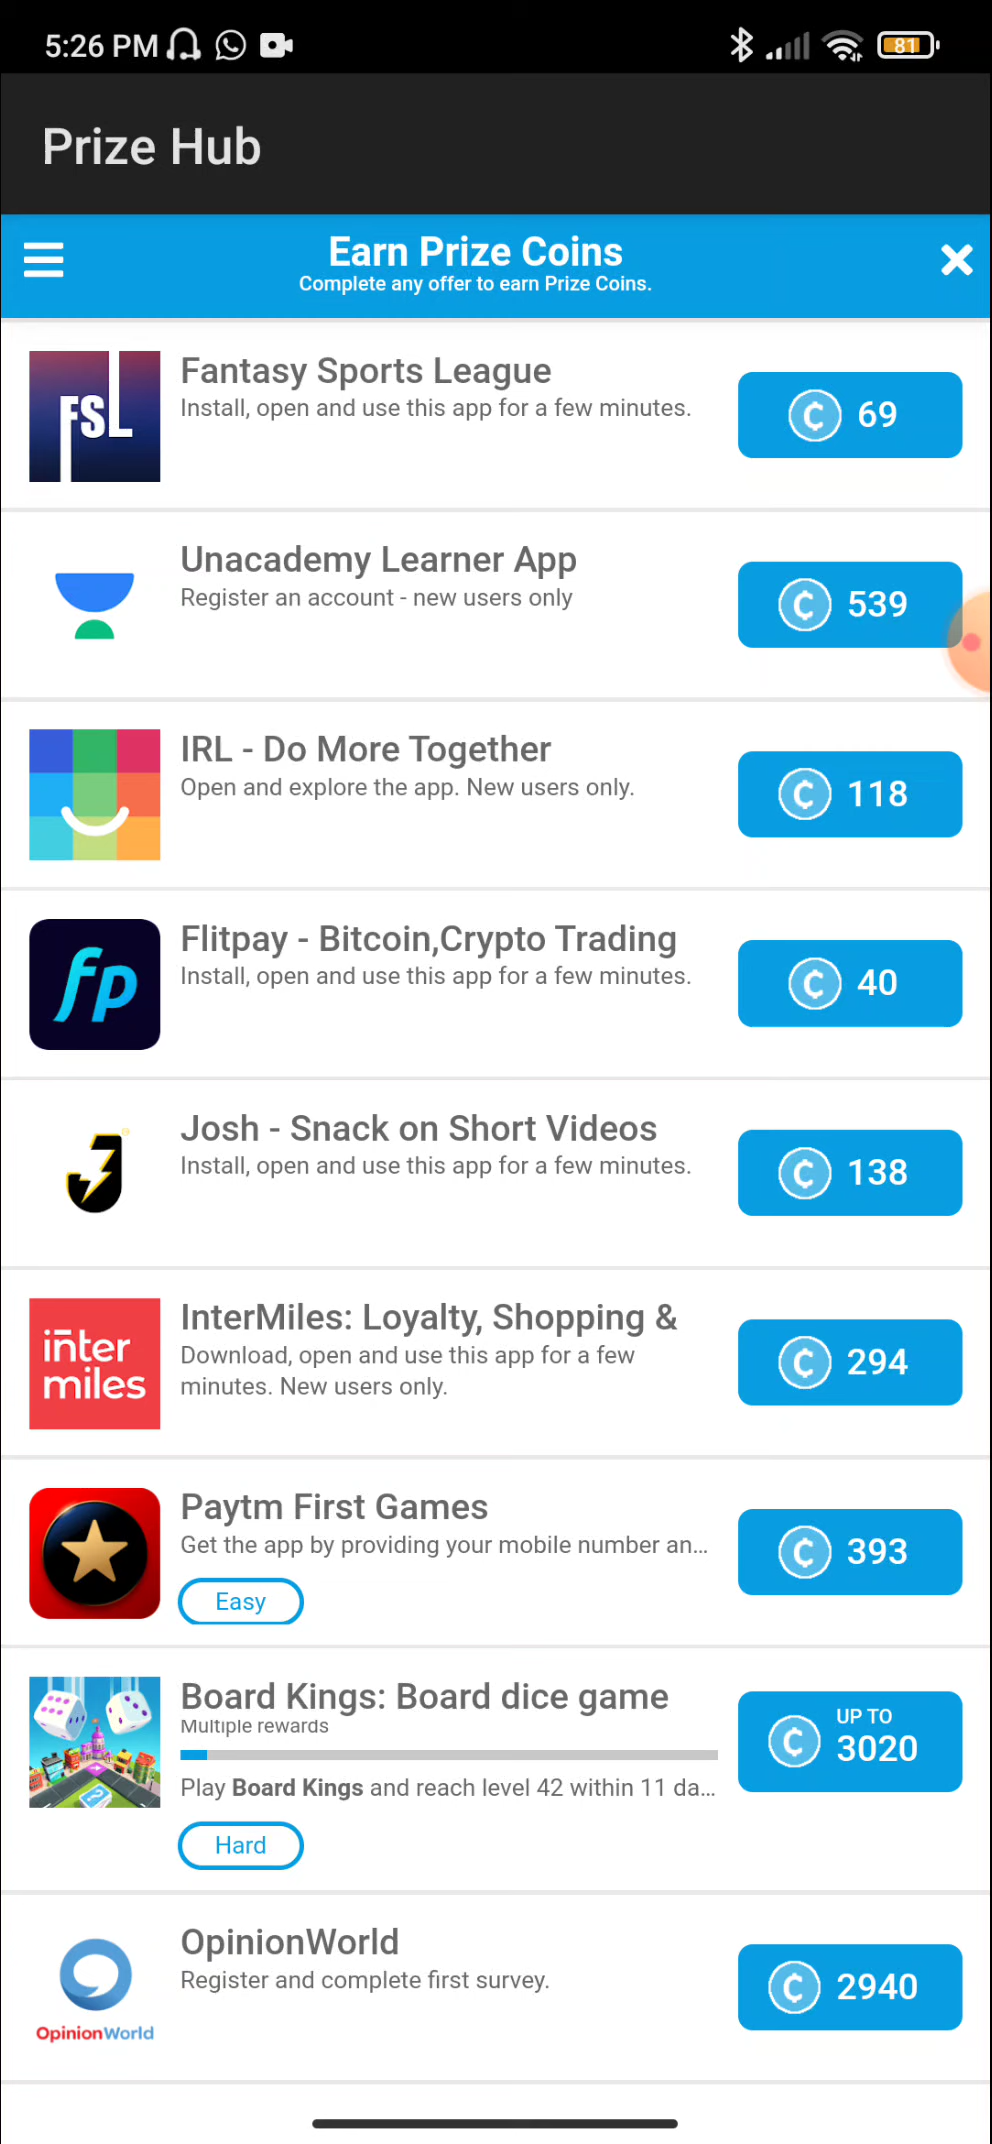 5:26 PM
81
Prize Hub
Earn Prize Coins
Complete any offer to earn Prize Coins.
FSL
Fantasy Sports League
Install, open and use this app for a few minutes.
69
Unacademy Learner App
Register an account - new users only
539
IRL - Do More Together
Open and explore the app. New users only.
118
fp
Flitpay - Bitcoin,Crypto Trading
Install, open and use this app for a few minutes.
40
Josh - Snack on Short Videos
Install, open and use this app for a few minutes.
138
inter
miles
InterMiles: Loyalty, Shopping &
Download, open and use this app for a few
minutes. New users only.
294
Paytm First Games
Get the app by providing your mobile number an...
Easy
393
Board Kings: Board dice game
Multiple rewards
Play Board Kings and reach level 42 within 11 da...
Hard
UP TO
3020
OpinionWorld
OpinionWorld
Register and complete first survey.
2940